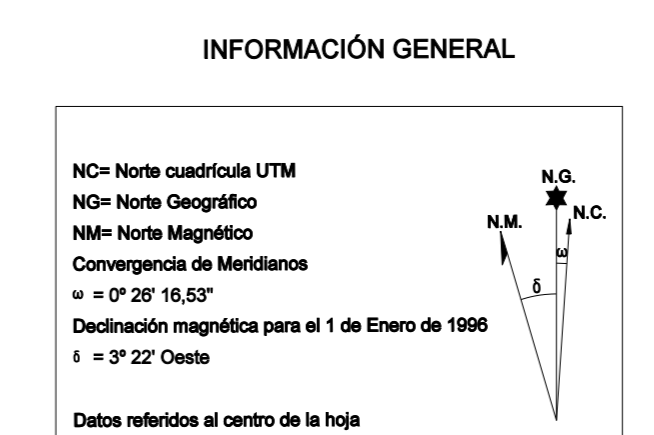 INFORMACIÓN GENERAL
NC= Norte cuadrícula UTM
NG= Norte Geográfico
NM= Norte Magnético
Convergencia de Meridianos
ω = 0º 26' 16,53"
Declinación magnética para el 1 de Enero de 1996
δ = 3º 22' Oeste
Datos referidos al centro de la hoja
N.G.
N.C.
N.M.
ω
δ